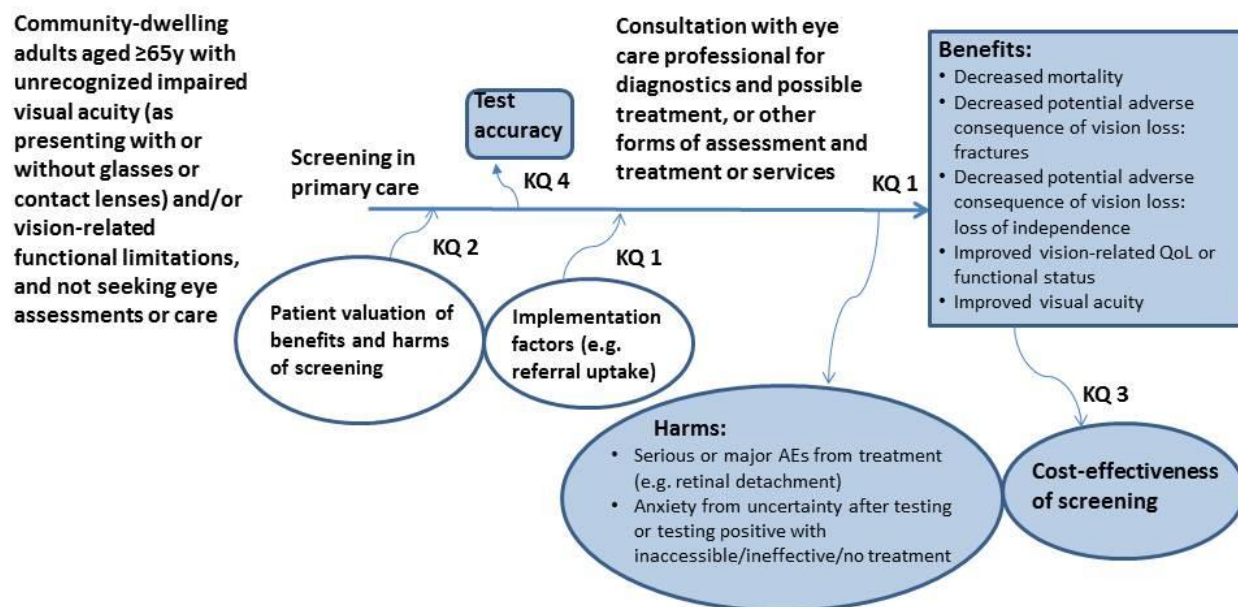 Community-dwelling
adults aged ≥65y with
unrecognized impaired
visual acuity (as
presenting with or
without glasses or
contact lenses) and/or
vision-related
functional limitations,
and not seeking eye
assessments or care
Screening in
primary care
Test
accuracy
KQ 4
Consultation with eye
care professional for
diagnostics and possible
treatment, or other
forms of assessment and
treatment or services
KQ 1
Benefits:
• Decreased mortality
• Decreased potential adverse
consequence of vision loss:
fractures
• Decreased potential adverse
consequence of vision loss:
loss of independence
• Improved vision-related QoL or
functional status
• Improved visual acuity
KQ 2
KQ 1
Patient valuation of
benefits and harms
of screening
Implementation
factors (e.g.
referral uptake)
KQ 3
Harms:
• Serious or major AEs from treatment
(e.g. retinal detachment)
• Anxiety from uncertainty after testing
or testing positive with
inaccessible/ineffective/no treatment
Cost-effectiveness
of screening